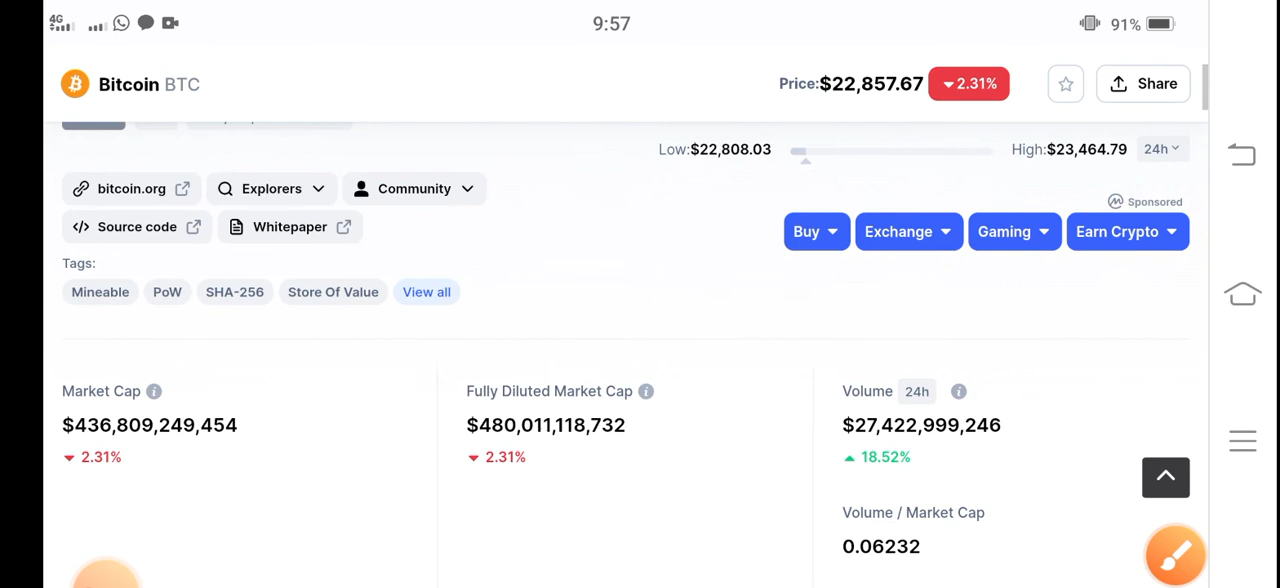 4G 9:57 91%
Bitcoin BTC Price:$22,857.67 2.31% Share
Low:$22,808.03 High:$23,464.79 24h
bitcoin.org Explorers Community
Sponsored
Source code Whitepaper
Buy Exchange Gaming Earn Crypto
Tags:
Mineable PoW SHA-256 Store Of Value View all
Market Cap Fully Diluted Market Cap Volume 24h
$436,809,249,454 $480,011,118,732 $27,422,999,246
2.31% 2.31% 18.52%
Volume / Market Cap
0.06232